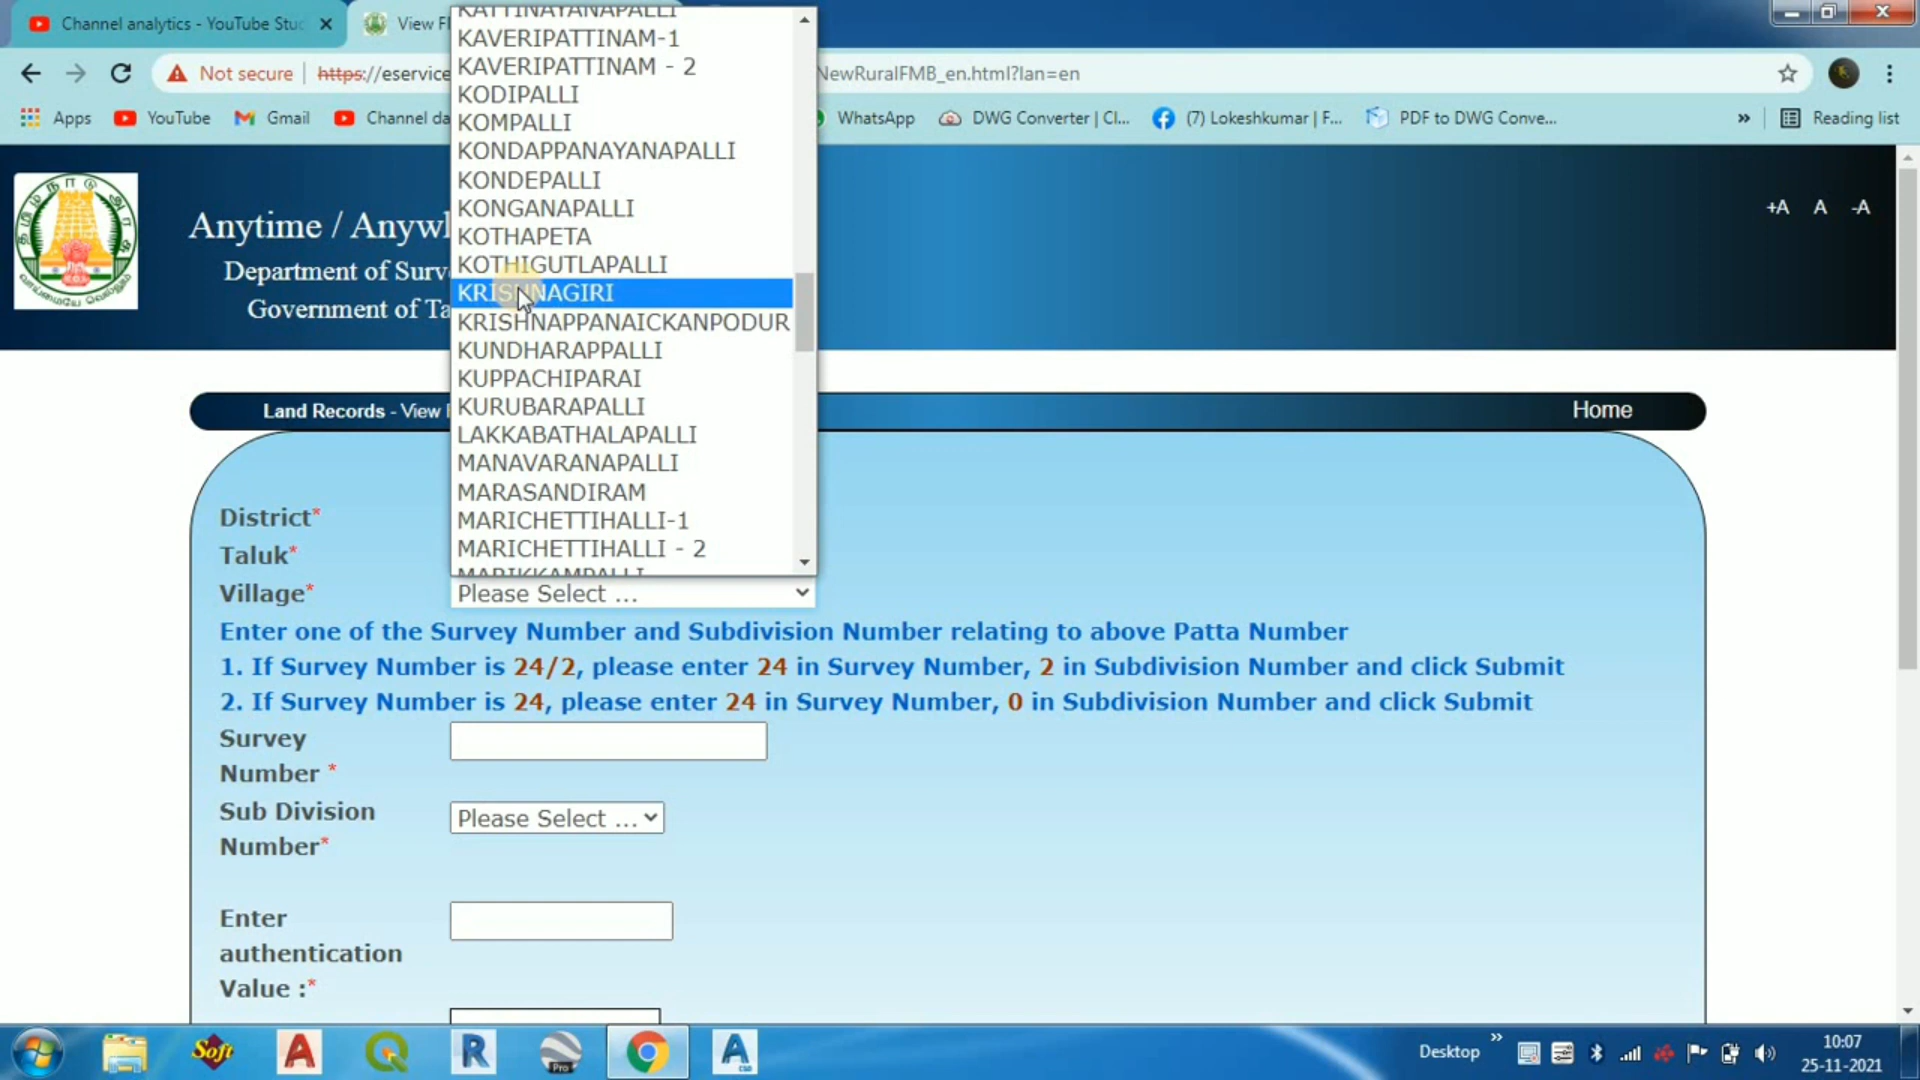 Channel analytics - YouTube Stud
View F
Not secure
https://eservice
NewRuralFMB_en.html?lan=en
Apps
YouTube
Gmail
Channel da
WhatsApp
DWG Converter | Cl...
(7) Lokeshkumar | F...
PDF to DWG Conve...
»
Reading list
Anytime / Anywh
Department of Surv
Government of Ta
+A A -A
KATTINAYANAPALLI
KAVERIPATTINAM-1
KAVERIPATTINAM - 2
KODIPALLI
KOMPALLI
KONDAPPANAYANAPALLI
KONDEPALLI
KONGANAPALLI
KOTHAPETA
KOTHIGUTLAPALLI
KRISHNAGIRI
KRISHNAPPANAICKANPODUR
KUNDHARAPPALLI
KUPPACHIPARAI
KURUBARAPALLI
LAKKABATHALAPALLI
MANAVARANAPALLI
MARASANDIRAM
MARICHETTIHALLI-1
MARICHETTIHALLI - 2
MARIKKAMPALLI
Land Records - View
Home
District*
Taluk*
Village*
Please Select ...
Enter one of the Survey Number and Subdivision Number relating to above Patta Number
1. If Survey Number is 24/2, please enter 24 in Survey Number, 2 in Subdivision Number and click Submit
2. If Survey Number is 24, please enter 24 in Survey Number, 0 in Subdivision Number and click Submit
Survey
Number *
Sub Division
Number*
Please Select ...
Enter
authentication
Value :*
Soft
A
R
Pro
A
Desktop
»
10:07
25-11-2021